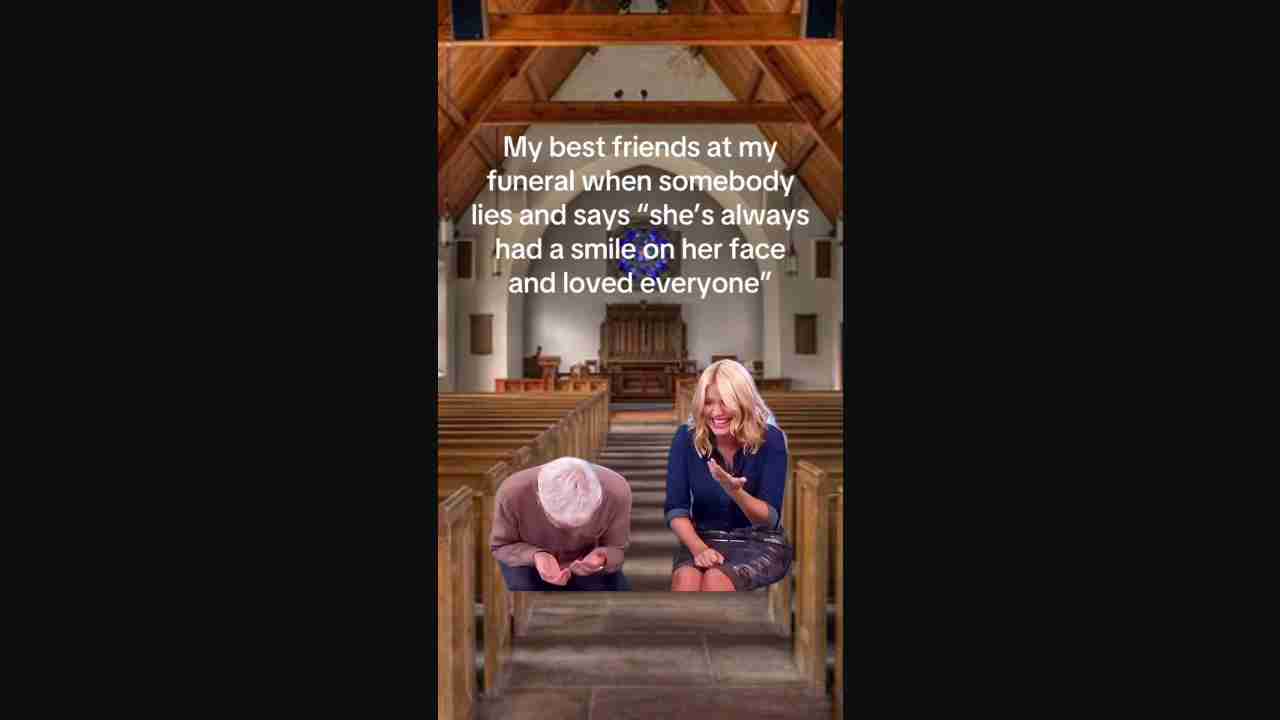 My best friends at my
funeral when somebody
lies and says “she’s always
had a smile on her face
and loved everyone”